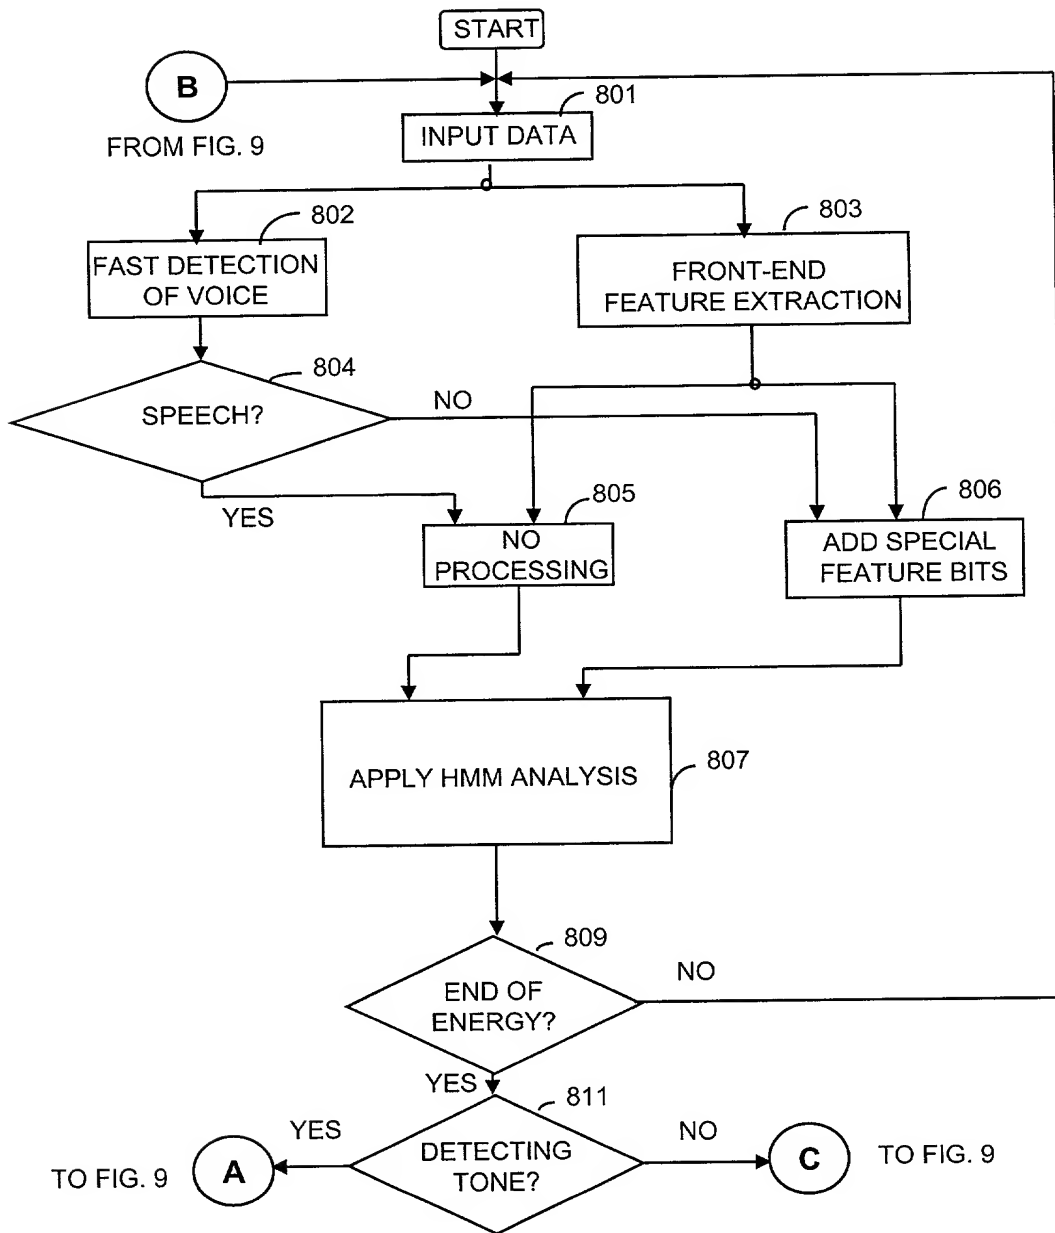 START
B
FROM FIG. 9
801
INPUT DATA
802
FAST DETECTION
OF VOICE
803
FRONT-END
FEATURE EXTRACTION
804
SPEECH?
NO
YES
805
NO
PROCESSING
806
ADD SPECIAL
FEATURE BITS
APPLY HMM ANALYSIS
807
809
END OF
ENERGY?
NO
YES
811
DETECTING
TONE?
YES
NO
TO FIG. 9
A
C
TO FIG. 9